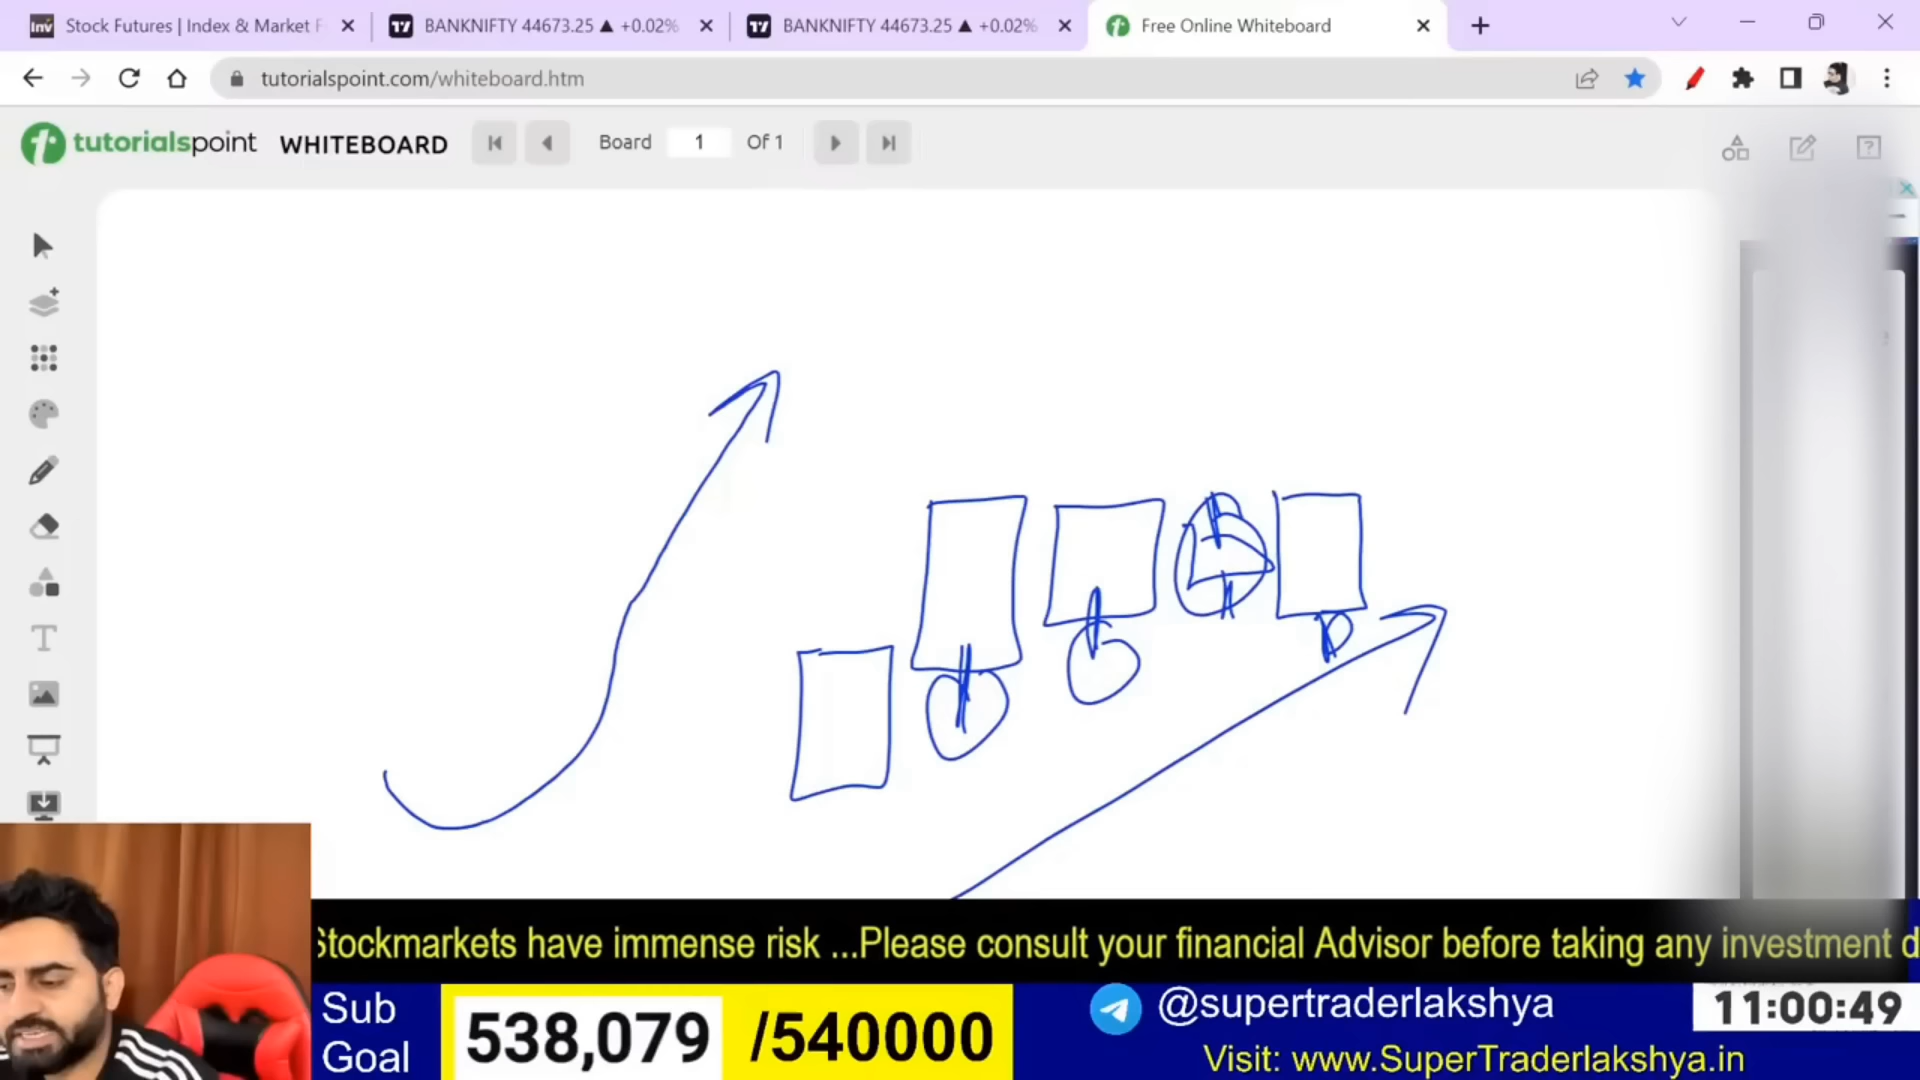 Stock Futures | Index & Market F
BANKNIFTY 44673.25 ▲ +0.02%
BANKNIFTY 44673.25 ▲ +0.02%
Free Online Whiteboard
tutorialspoint.com/whiteboard.htm
tutorialspoint WHITEBOARD
Board 1 Of 1
Stockmarkets have immense risk ...Please consult your financial Advisor before taking any investment d
Sub Goal
538,079 /540000
@supertraderlakshya
11:00:49
Visit: www.SuperTraderlakshya.in